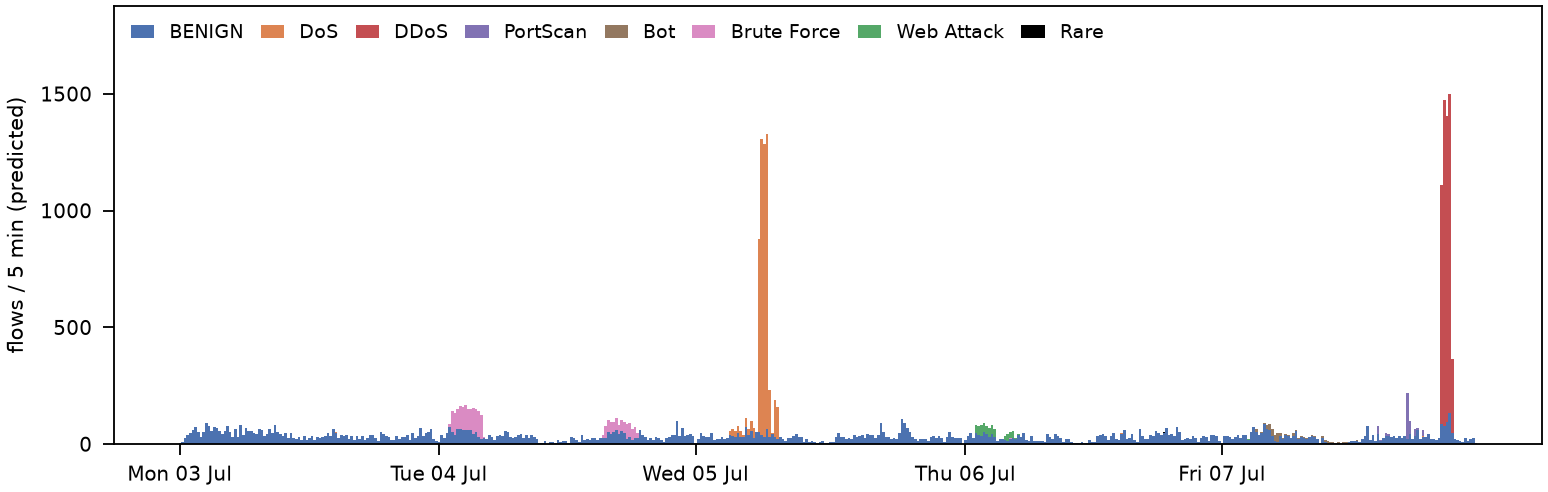 BENIGN DoS DDoS PortScan Bot Brute Force Web Attack Rare
flows / 5 min (predicted)
1500
1000
500
0
Mon 03 Jul Tue 04 Jul Wed 05 Jul Thu 06 Jul Fri 07 Jul